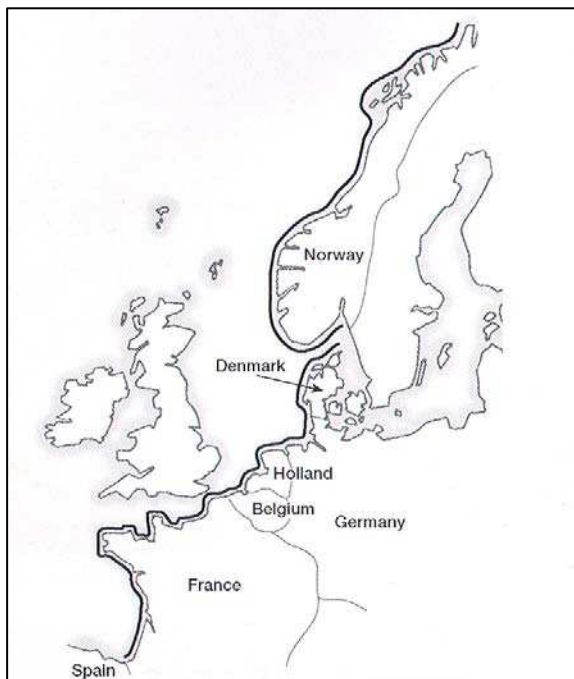 Norway
Denmark
Holland
Belgium
Germany
France
Spain